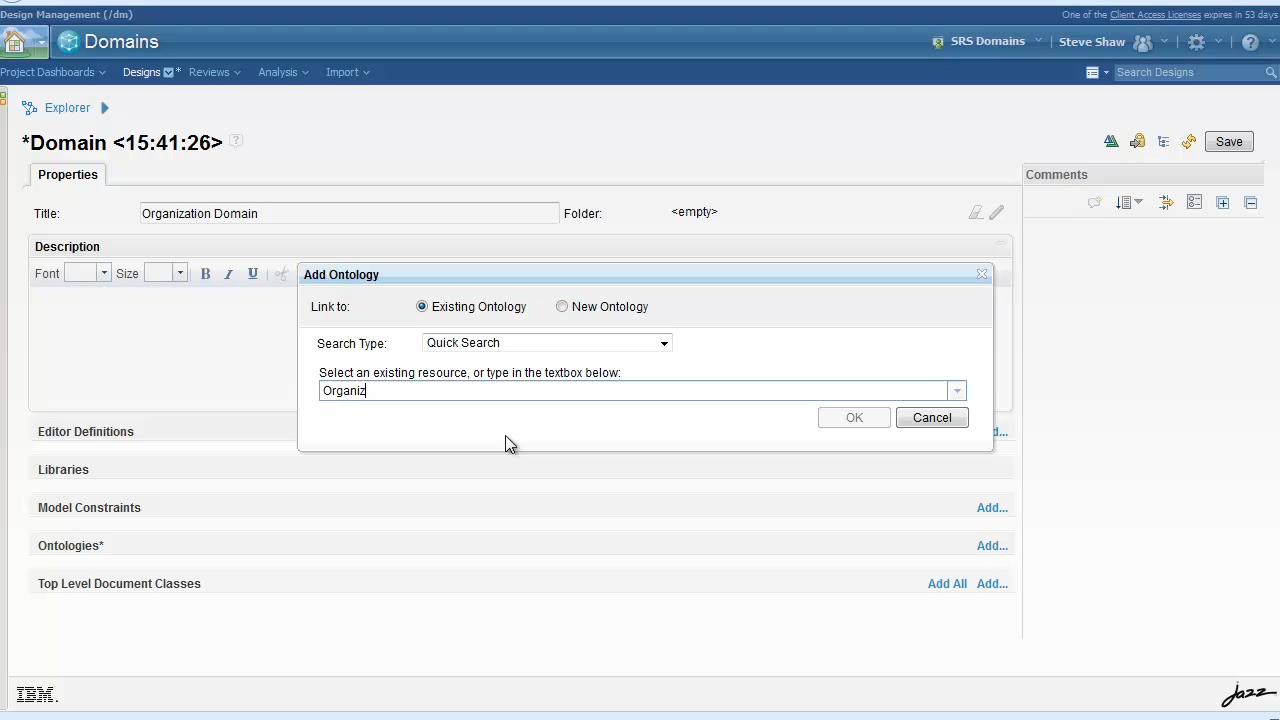 Design Management (/dm)
One of the Client Access Licenses expires in 53 days
Domains
SRS Domains
Steve Shaw
Project Dashboards
Designs
*
Reviews
Analysis
Import
Search Designs
Explorer
*Domain <15:41:26>
?
Save
Properties
Comments
Title:
Organization Domain
Folder:
<empty>
Description
Font
Size
B
I
U
Add Ontology
Link to:
Existing Ontology
New Ontology
Search Type:
Quick Search
Select an existing resource, or type in the textbox below:
Organiz
OK
Cancel
Editor Definitions
d...
Libraries
Model Constraints
Add...
Ontologies*
Add...
Top Level Document Classes
Add All
Add...
IBM.
jazz